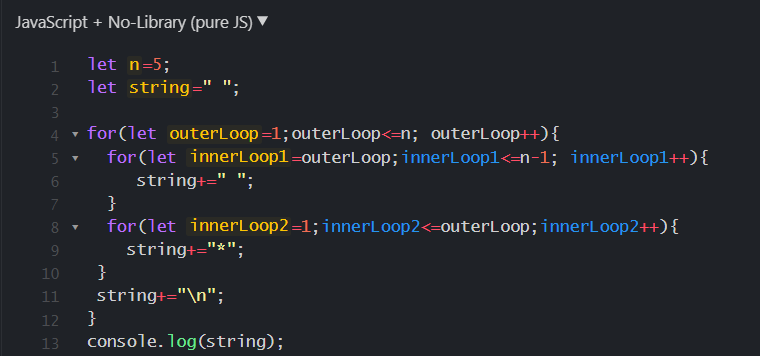 JavaScript + No-Library (pure JS) ▼
1 let n=5;
2 let string=" ";
3
4 ▾ for(let outerLoop=1;outerLoop<=n; outerLoop++){
5 ▾   for(let innerLoop1=outerLoop;innerLoop1<=n-1; innerLoop1++){
6      string+=" ";
7   }
8 ▾   for(let innerLoop2=1;innerLoop2<=outerLoop;innerLoop2++){
9     string+="*";
10  }
11  string+="\n";
12 }
13 console.log(string);